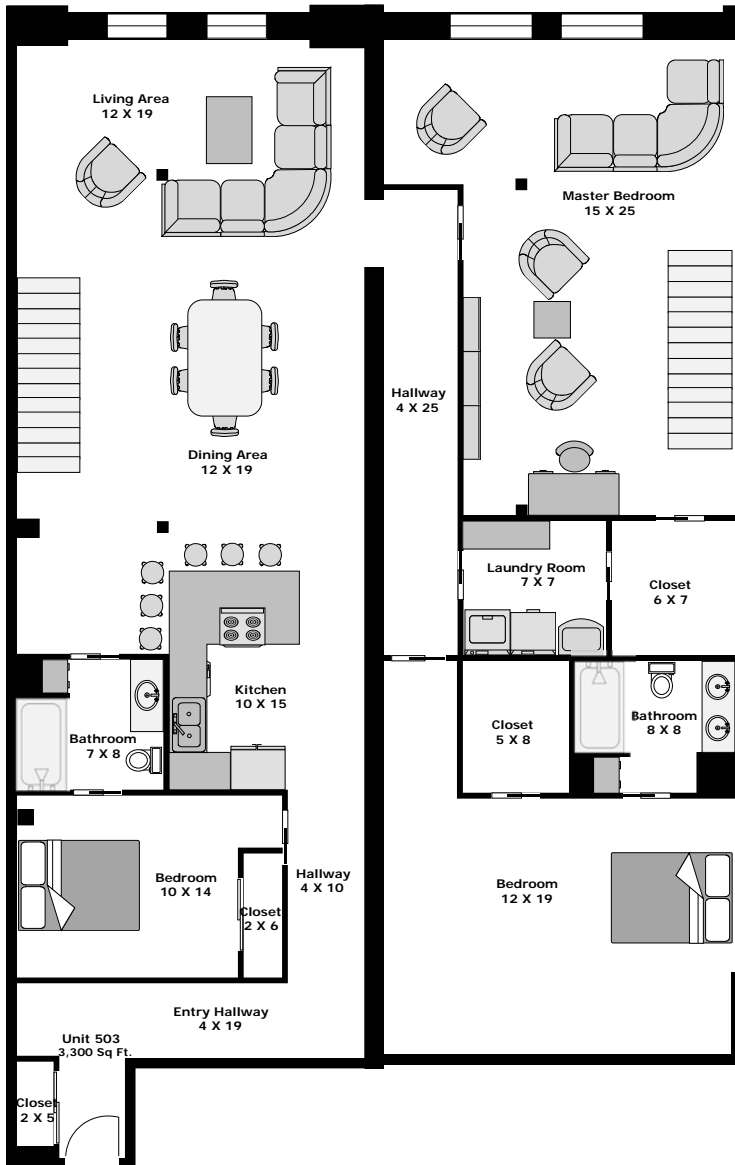 Living Area
12 X 19
Master Bedroom
15 X 25
Hallway
4 X 25
Dining Area
12 X 19
Laundry Room
7 X 7
Closet
6 X 7
Kitchen
10 X 15
Bathroom
7 X 8
Closet
5 X 8
Bathroom
8 X 8
Bedroom
10 X 14
Closet
2 X 6
Hallway
4 X 10
Bedroom
12 X 19
Entry Hallway
4 X 19
Unit 503
3,300 Sq Ft.
Closet
2 X 5